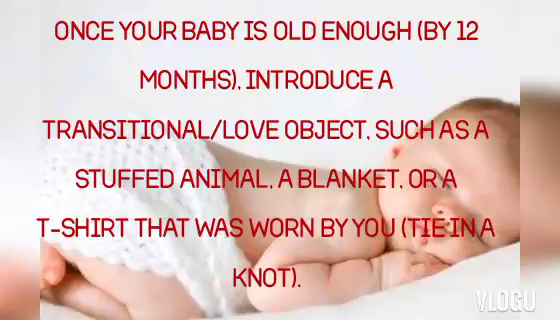 ONCE YOUR BABY IS OLD ENOUGH (BY 12
MONTHS), INTRODUCE A
TRANSITIONAL/LOVE OBJECT, SUCH AS A
STUFFED ANIMAL, A BLANKET, OR A
T-SHIRT THAT WAS WORN BY YOU (TIE IN A
KNOT).
VLOGU